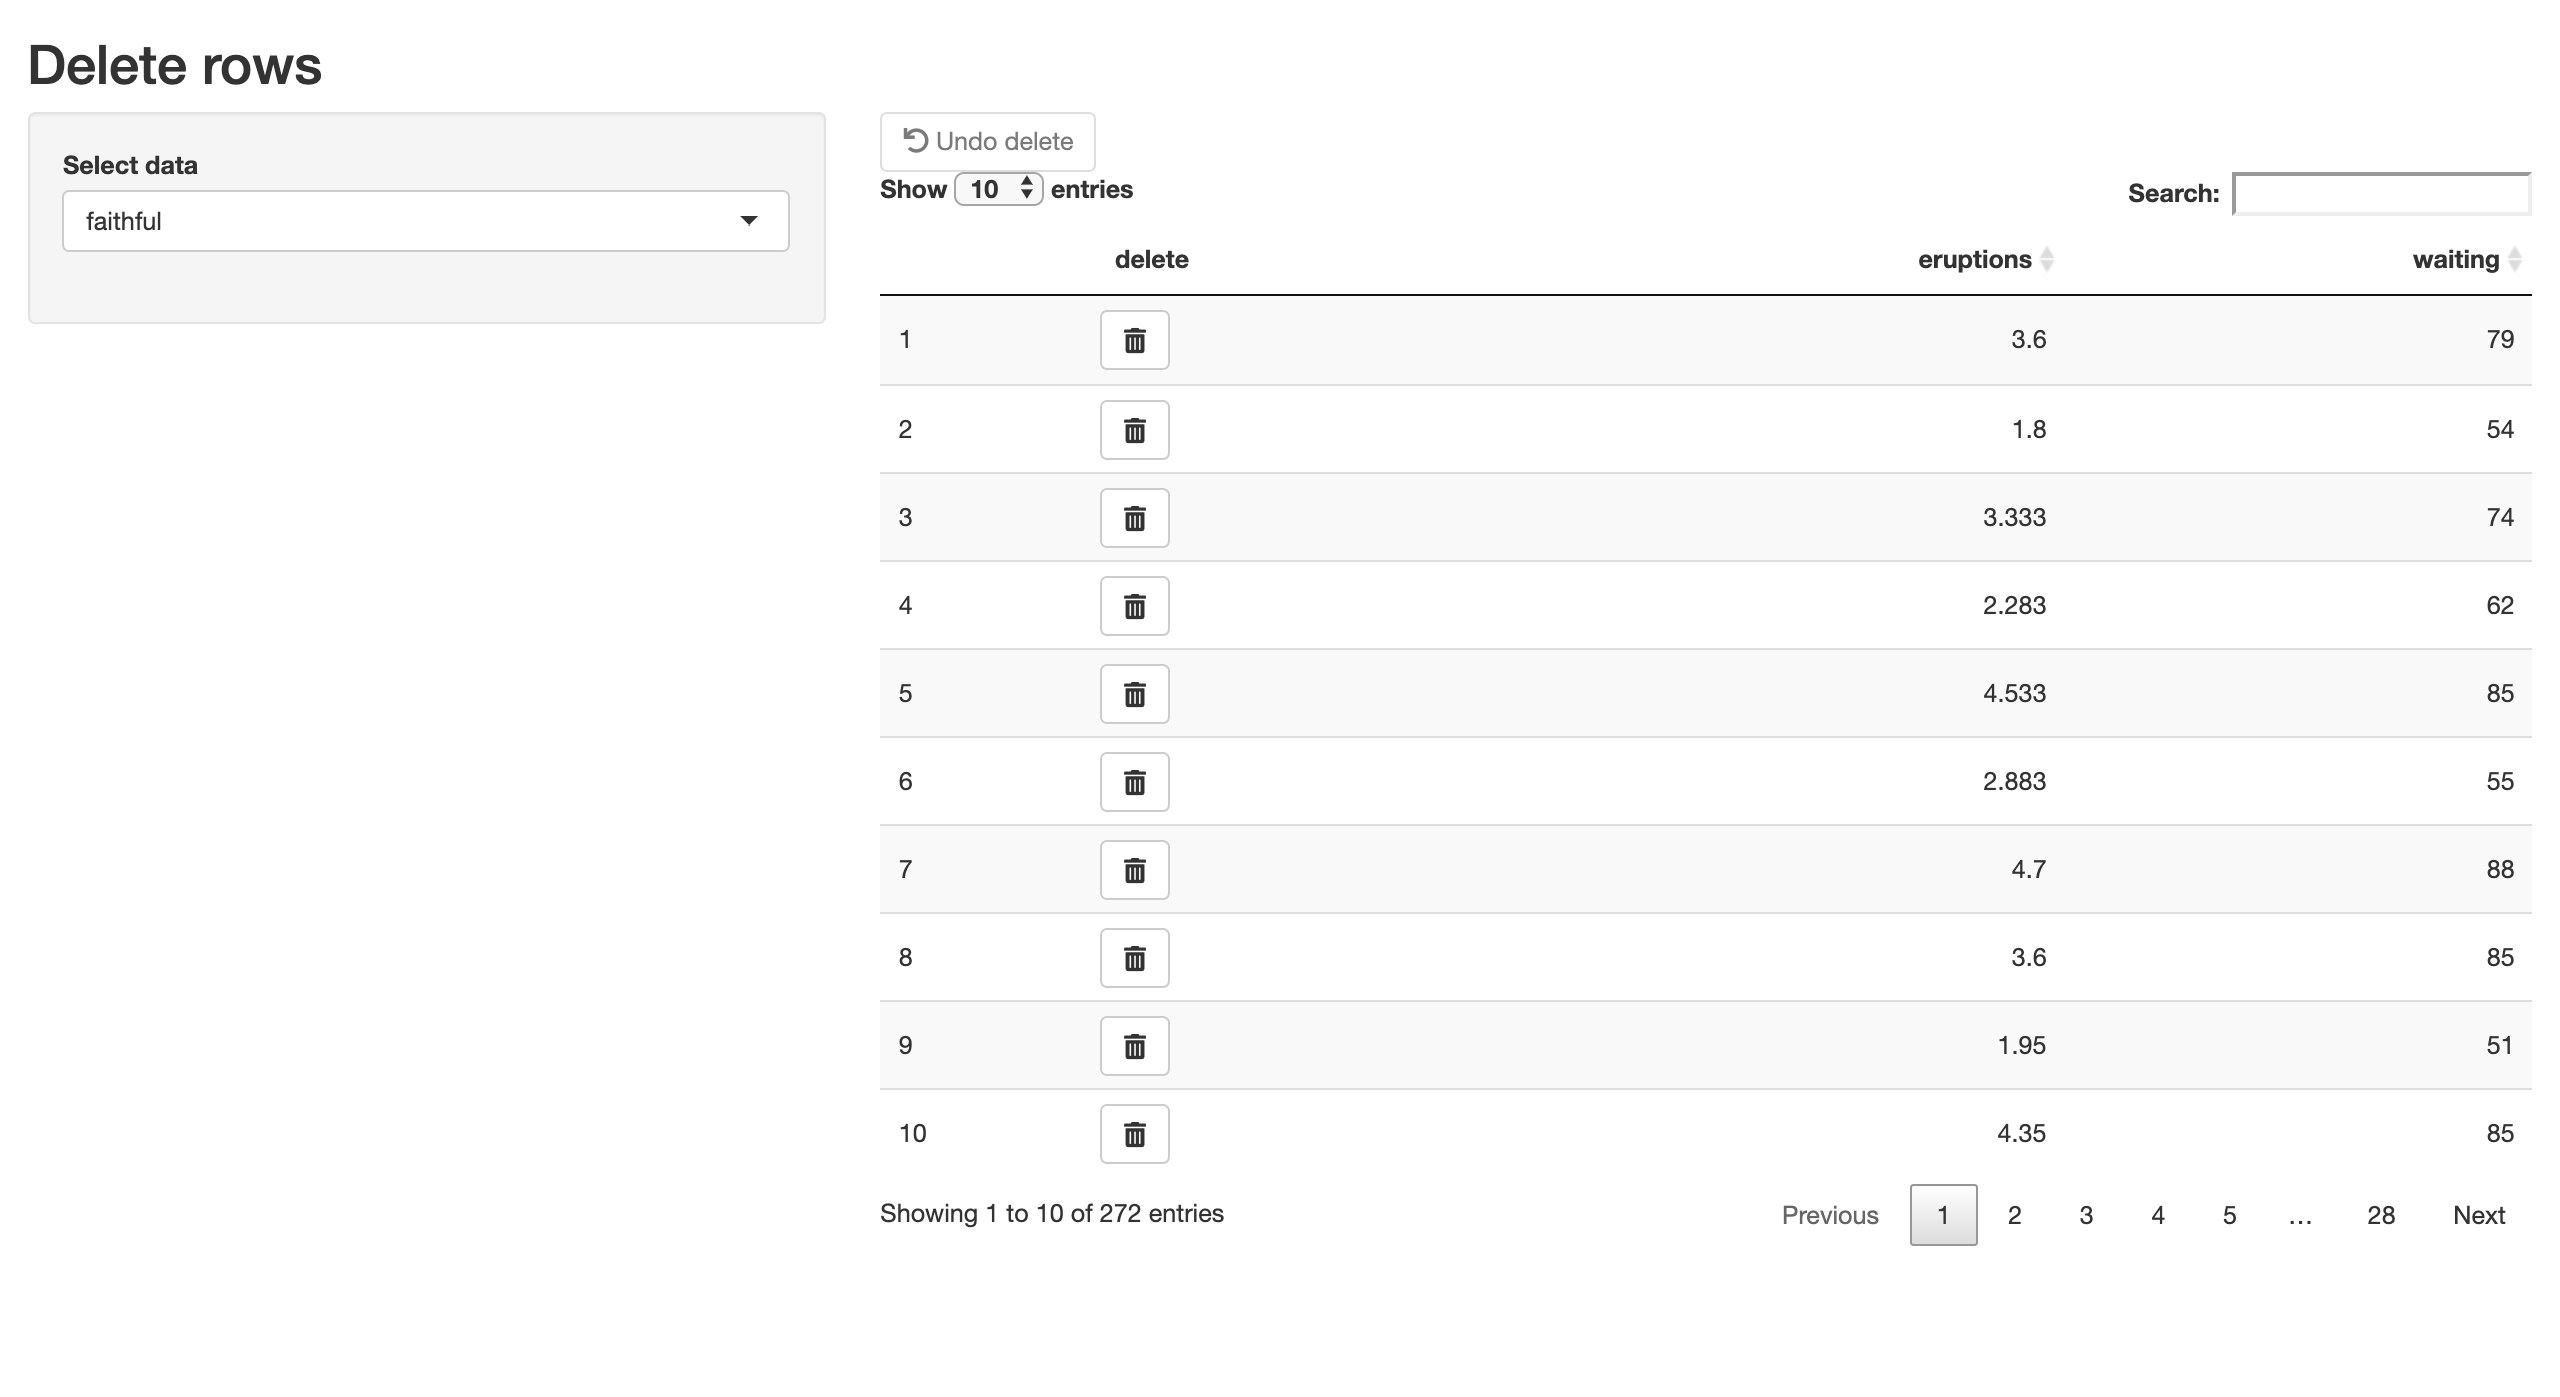 Delete rows
Select data
faithful
Undo delete
Show 10 entries
Search:
delete eruptions waiting
1 3.6 79
2 1.8 54
3 3.333 74
4 2.283 62
5 4.533 85
6 2.883 55
7 4.7 88
8 3.6 85
9 1.95 51
10 4.35 85
Showing 1 to 10 of 272 entries
Previous 1 2 3 4 5 … 28 Next